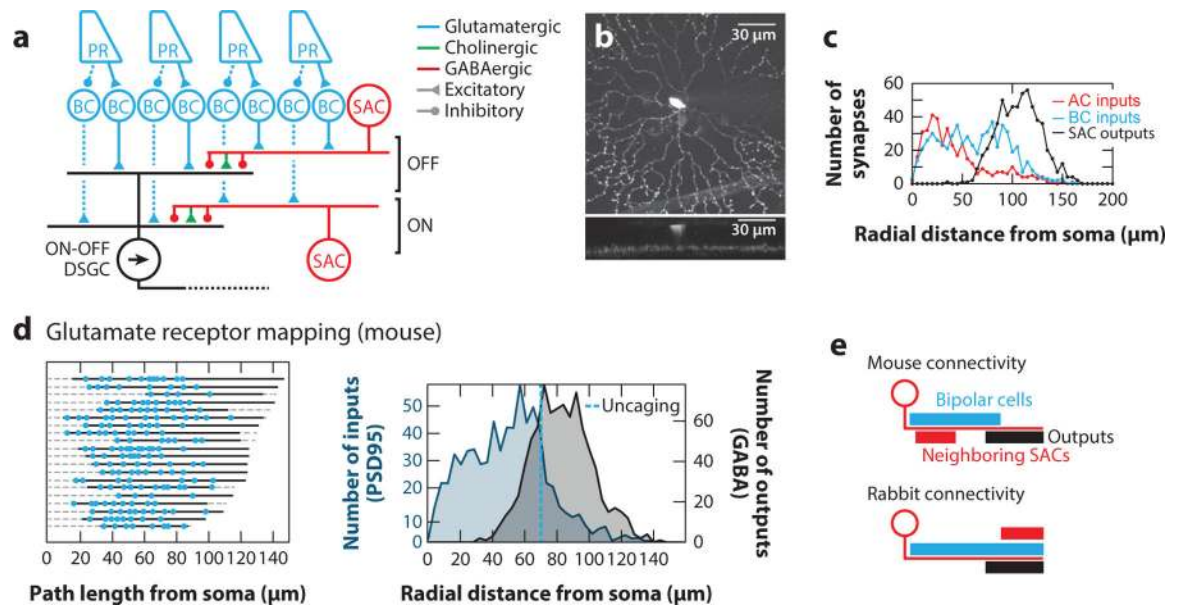 a
PR PR PR PR
BC BC BC BC BC BC BC BC SAC
OFF
ON
ON-OFF
DSGC
SAC
Glutamatergic
Cholinergic
GABAergic
Excitatory
Inhibitory
b
30 µm
30 µm
c
Number of
synapses
60
40
20
0
0 50 100 150 200
AC inputs
BC inputs
SAC outputs
Radial distance from soma (µm)
d Glutamate receptor mapping (mouse)
0 20 40 60 80 100 120 140
Path length from soma (µm)
Number of inputs
(PSD95)
50
40
30
20
10
0
0 20 40 60 80 100 120 140
Uncaging
60
40
20
0
Number of outputs
(GABA)
Radial distance from soma (µm)
e
Mouse connectivity
Bipolar cells
Outputs
Neighboring SACs
Rabbit connectivity